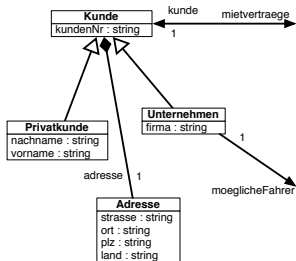 Kunde
kundenNr : string
kunde
mietvertraege
1
Privatkunde
nachname : string
vorname : string
Unternehmen
firma : string
1
adresse
1
moeglicheFahrer
Adresse
strasse : string
ort : string
plz : string
land : string